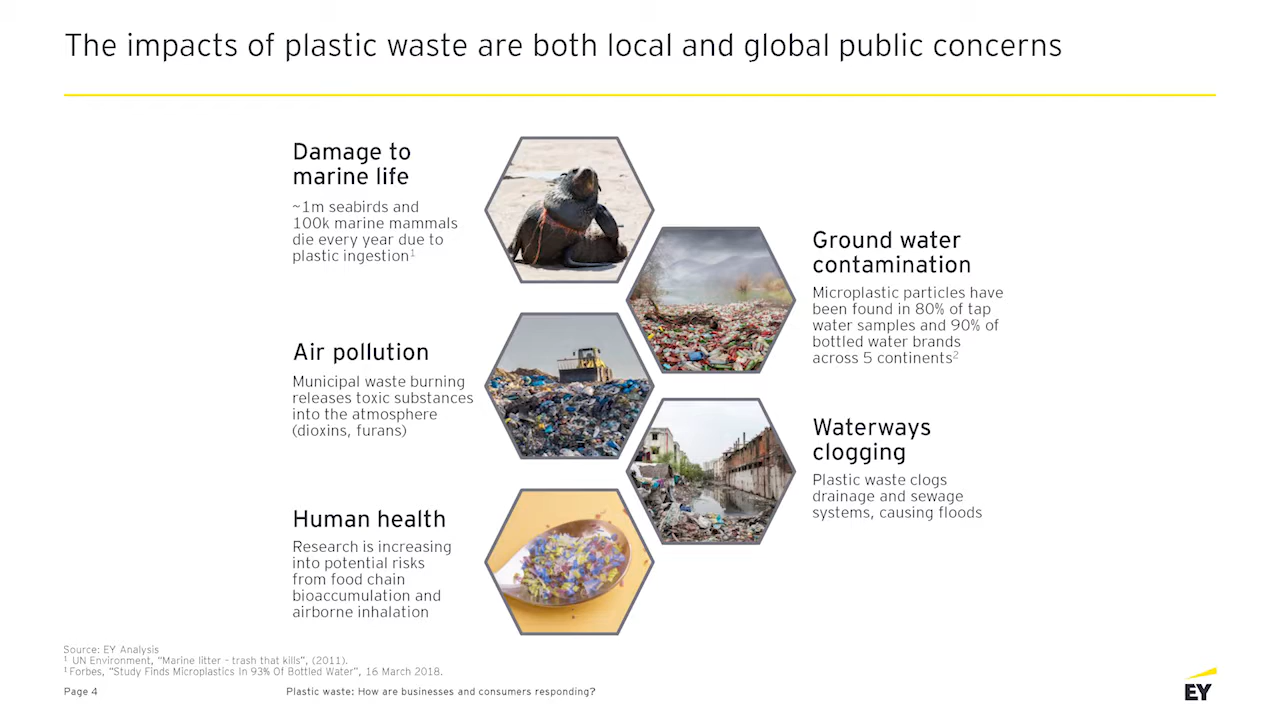 The impacts of plastic waste are both local and global public concerns
Damage to
marine life
~1m seabirds and
100k marine mammals
die every year due to
plastic ingestion¹
Ground water
contamination
Microplastic particles have
been found in 80% of tap
water samples and 90% of
bottled water brands
across 5 continents²
Air pollution
Municipal waste burning
releases toxic substances
into the atmosphere
(dioxins, furans)
Waterways
clogging
Plastic waste clogs
drainage and sewage
systems, causing floods
Human health
Research is increasing
into potential risks
from food chain
bioaccumulation and
airborne inhalation
Source: EY Analysis
¹ UN Environment, "Marine litter - trash that kills", (2011).
¹ Forbes, "Study Finds Microplastics In 93% Of Bottled Water", 16 March 2018.
Page 4
Plastic waste: How are businesses and consumers responding?
EY